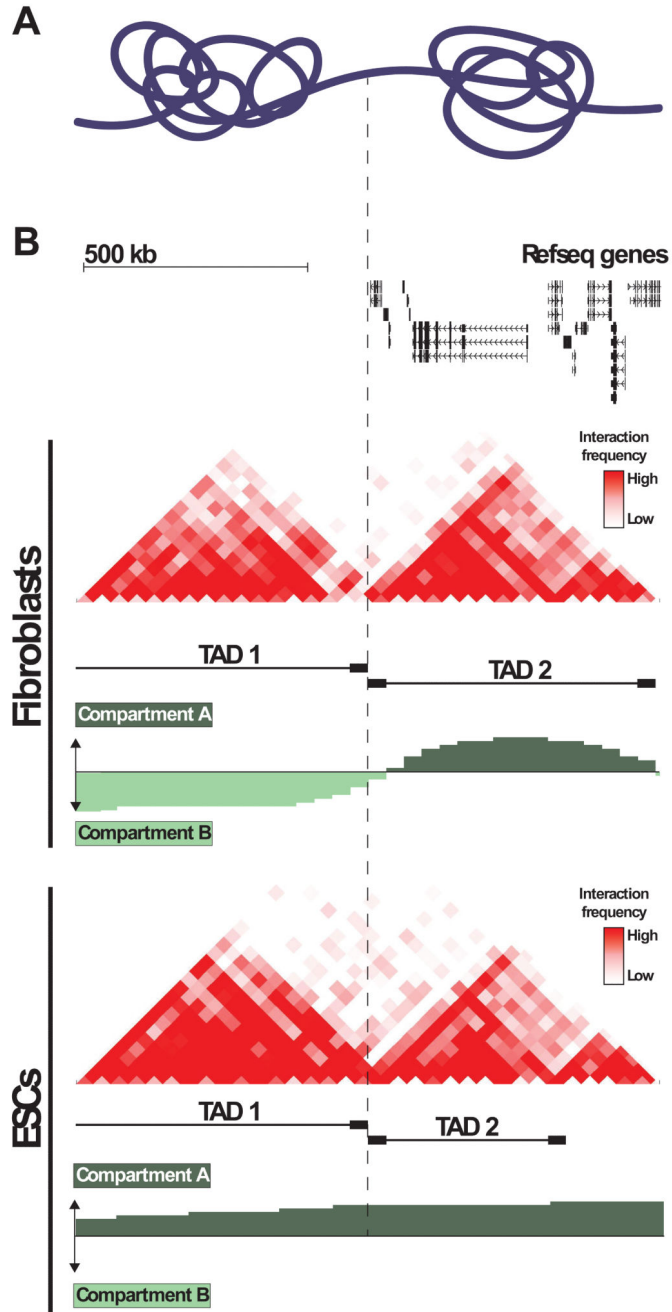 A
B
500 kb
Refseq genes
Fibroblasts
Interaction
frequency
High
Low
TAD 1
TAD 2
Compartment A
Compartment B
ESCs
Interaction
frequency
High
Low
TAD 1
TAD 2
Compartment A
Compartment B